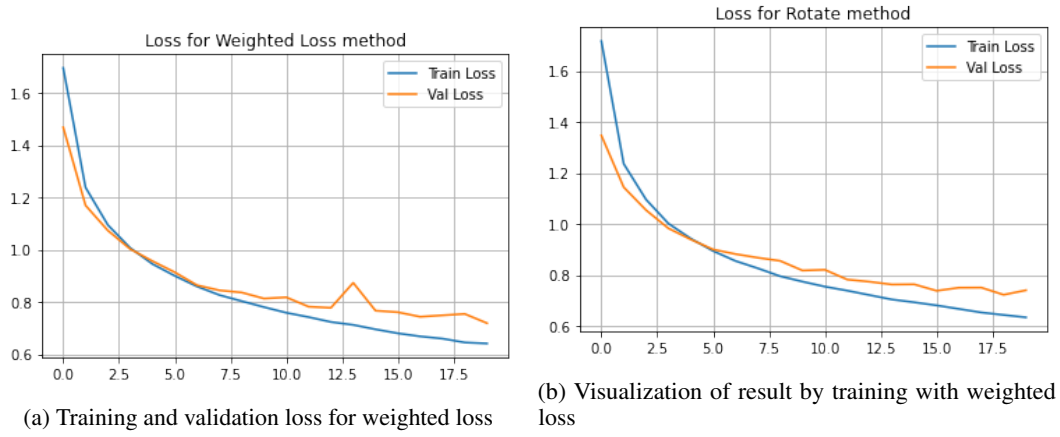 Loss for Weighted Loss method
Train Loss
Val Loss
1.6
1.4
1.2
1.0
0.8
0.6
0.0 2.5 5.0 7.5 10.0 12.5 15.0 17.5
(a) Training and validation loss for weighted loss
Loss for Rotate method
Train Loss
Val Loss
1.6
1.4
1.2
1.0
0.8
0.6
0.0 2.5 5.0 7.5 10.0 12.5 15.0 17.5
(b) Visualization of result by training with weighted
loss